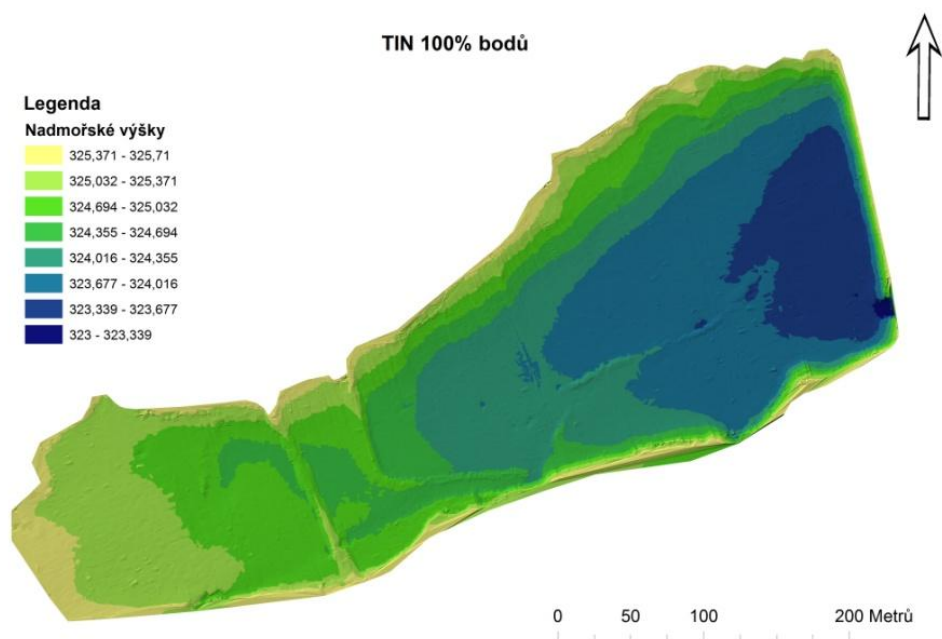 TIN 100% bodů
Legenda
Nadmořské výšky
325,371 - 325,71
325,032 - 325,371
324,694 - 325,032
324,355 - 324,694
324,016 - 324,355
323,677 - 324,016
323,339 - 323,677
323 - 323,339
0 50 100 200 Metrů